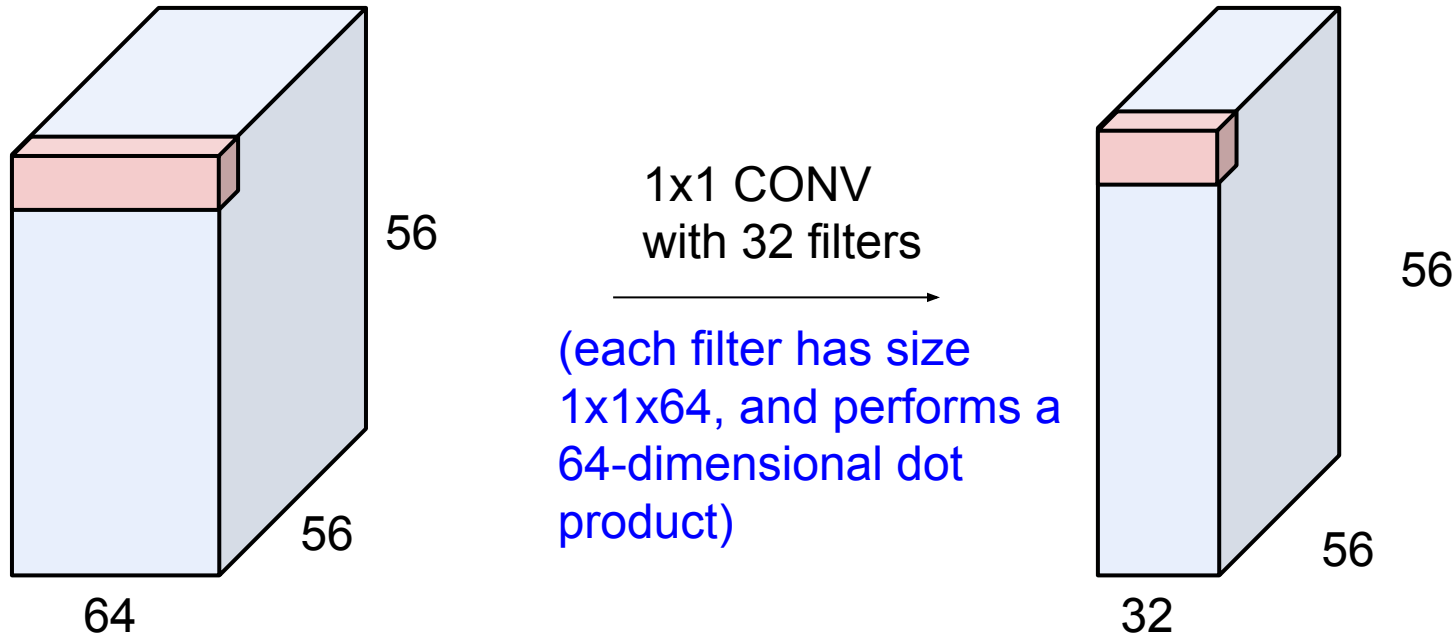 56
56
64
1x1 CONV
with 32 filters
(each filter has size
1x1x64, and performs a
64-dimensional dot
product)
56
56
32